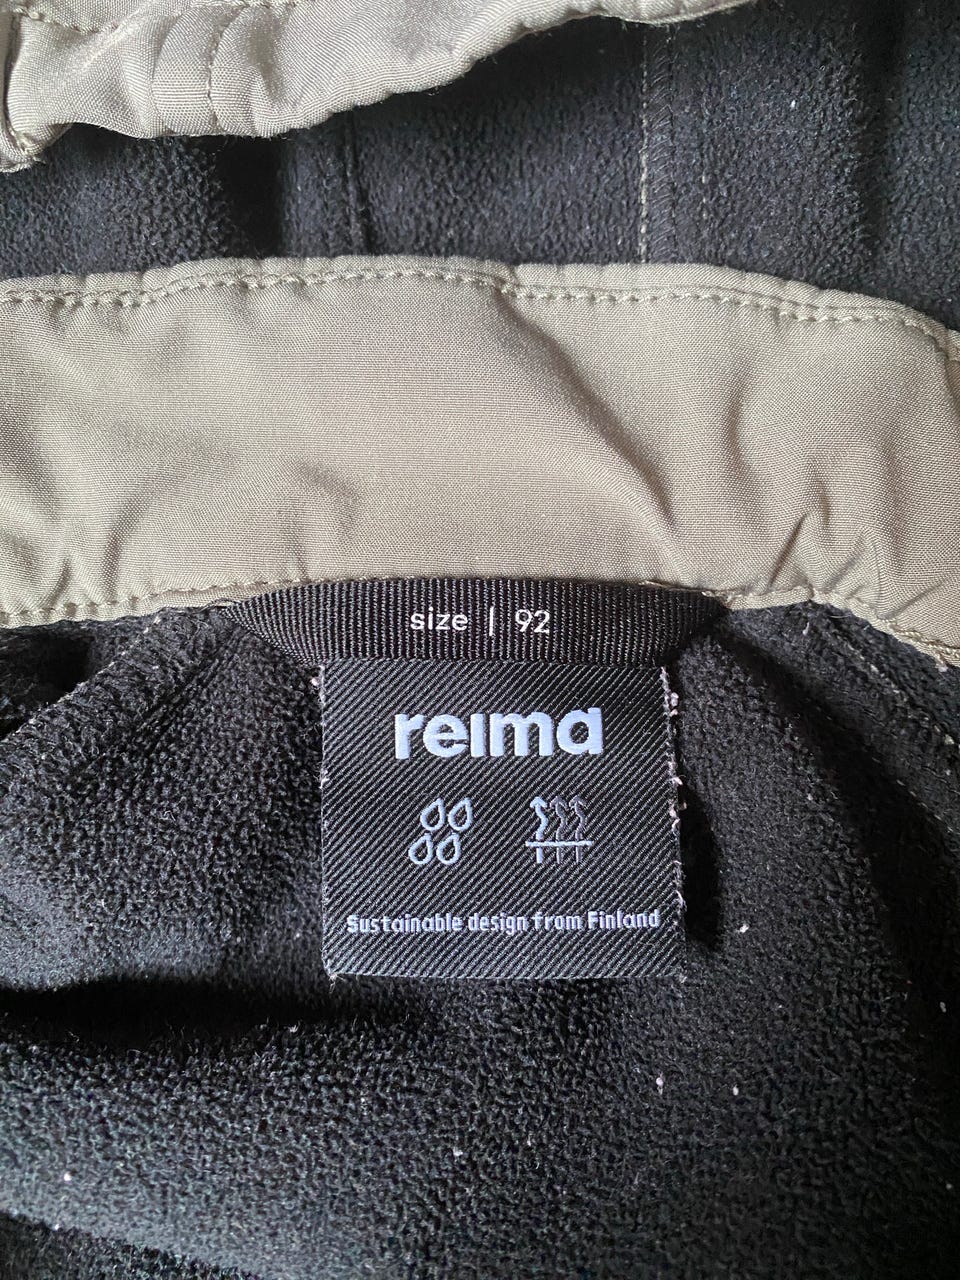 size | 92
reima
Sustainable design from Finland